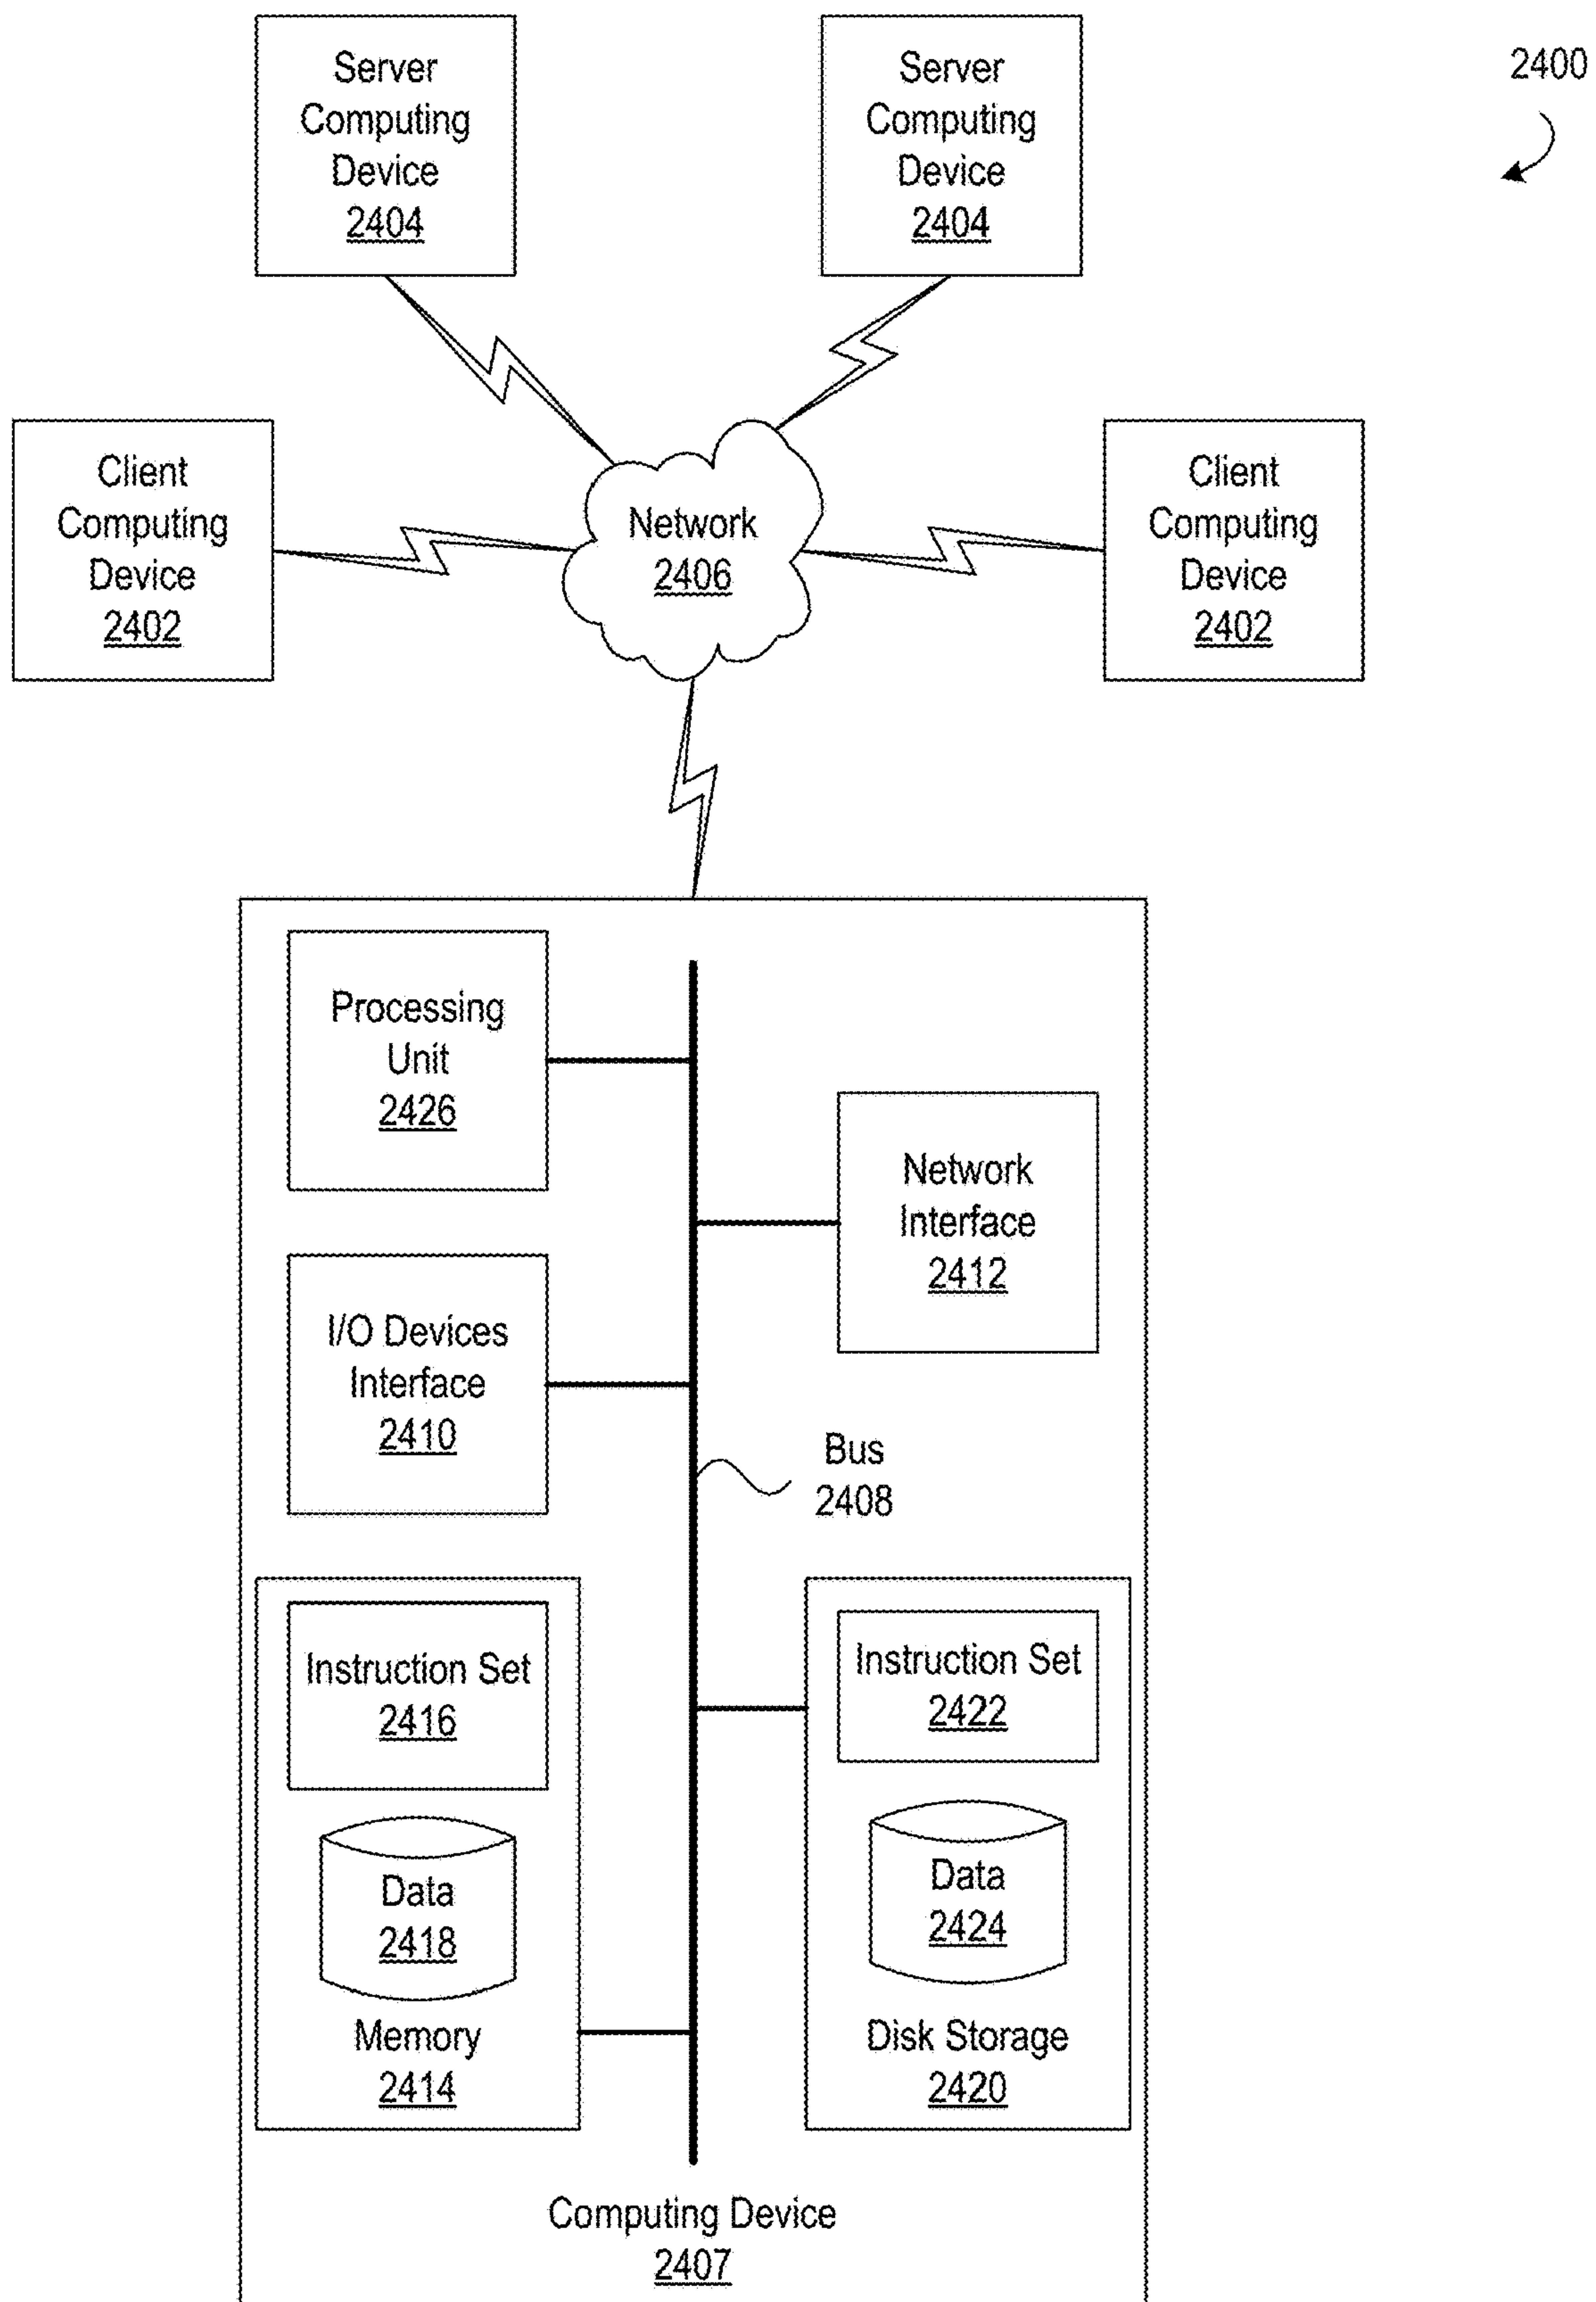 2400
Server
Computing
Device
2404
Server
Computing
Device
2404
Client
Computing
Device
2402
Network
2406
Client
Computing
Device
2402
Processing
Unit
2426
Network
Interface
2412
I/O Devices
Interface
2410
Bus
2408
Instruction Set
2416
Data
2418
Memory
2414
Instruction Set
2422
Data
2424
Disk Storage
2420
Computing Device
2407